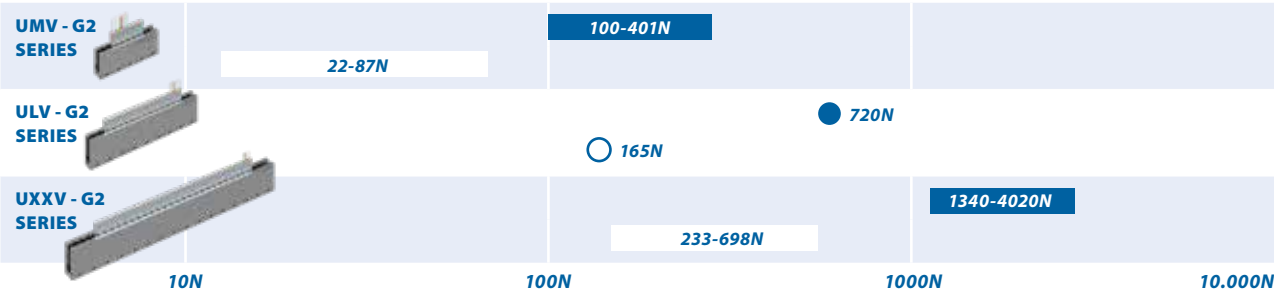 UMV - G2
SERIES
100-401N
22-87N
ULV - G2
SERIES
720N
165N
UXXV - G2
SERIES
1340-4020N
233-698N
10N 100N 1000N 10.000N